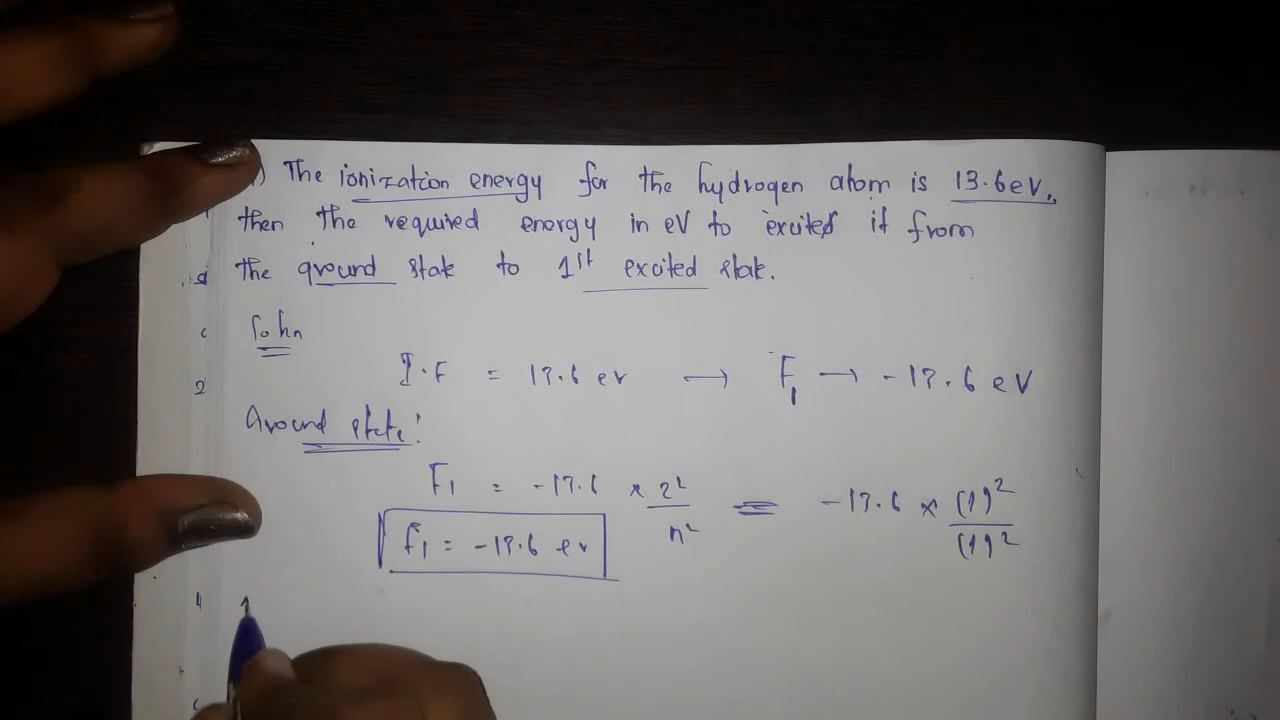 ) The ionization energy for the hydrogen atom is 13.6eV,
then the required energy in eV to excited it from
the ground state to 1st excited state.
Soln
I.E = 13.6 ev → E1 → -13.6 eV
2
Ground state:
E1 = -13.6 × z²/n² = -13.6 × (1)²/(1)²
E1 = -13.6 ev
4